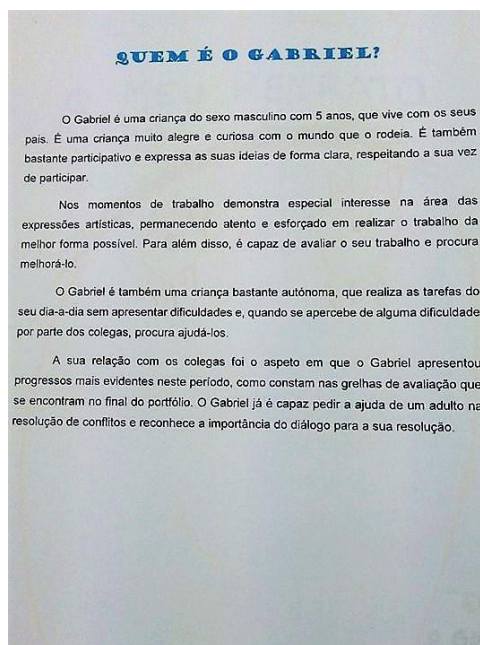 QUEM É O GABRIEL?
O Gabriel é uma criança do sexo masculino com 5 anos, que vive com os seus
pais. É uma criança muito alegre e curiosa com o mundo que o rodeia. É também
bastante participativo e expressa as suas ideias de forma clara, respeitando a sua vez
de participar.
Nos momentos de trabalho demonstra especial interesse na área das
expressões artísticas, permanecendo atento e esforçado em realizar o trabalho da
melhor forma possível. Para além disso, é capaz de avaliar o seu trabalho e procura
melhorá-lo.
O Gabriel é também uma criança bastante autónoma, que realiza as tarefas do
seu dia-a-dia sem apresentar dificuldades e, quando se apercebe de alguma dificuldade
por parte dos colegas, procura ajudá-los.
A sua relação com os colegas foi o aspeto em que o Gabriel apresentou
progressos mais evidentes neste período, como constam nas grelhas de avaliação que
se encontram no final do portfólio. O Gabriel já é capaz pedir a ajuda de um adulto na
resolução de conflitos e reconhece a importância do diálogo para a sua resolução.